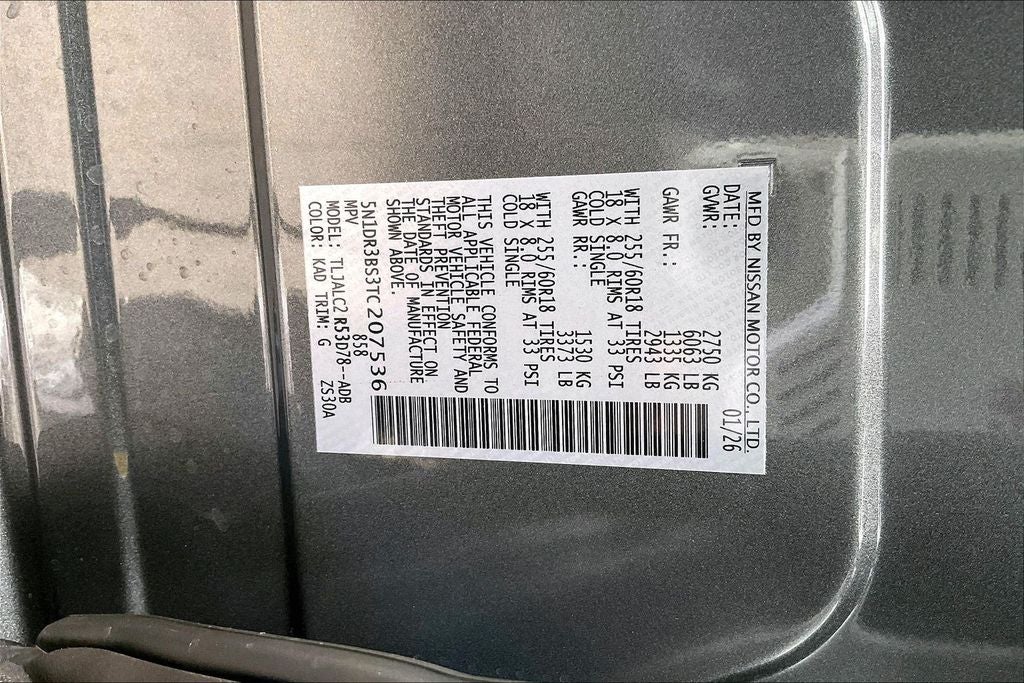 MFD BY NISSAN MOTOR CO., LTD.
DATE: 01/26
GVWR: 2750 KG
6063 LB
GAWR FR.: 1335 KG
2943 LB
WITH 255/60R18 TIRES
18 X 8.0 RIMS AT 33 PSI
COLD SINGLE
GAWR RR.: 1530 KG
3373 LB
WITH 255/60R18 TIRES
18 X 8.0 RIMS AT 33 PSI
COLD SINGLE
THIS VEHICLE CONFORMS TO
ALL APPLICABLE FEDERAL
MOTOR VEHICLE SAFETY AND
THEFT PREVENTION
STANDARDS IN EFFECT ON
THE DATE OF MANUFACTURE
SHOWN ABOVE.
5N1DR3BS3TC207536
MPV 858
MODEL: TLJALC2 R53D78--ADB
COLOR: KAD TRIM: G ZS30A